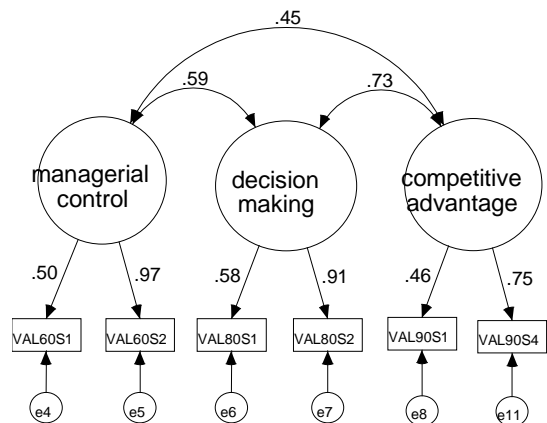 .45
.59
.73
managerial
control
decision
making
competitive
advantage
.50
.97
.58
.91
.46
.75
VAL60S1
VAL60S2
VAL80S1
VAL80S2
VAL90S1
VAL90S4
e4
e5
e6
e7
e8
e11